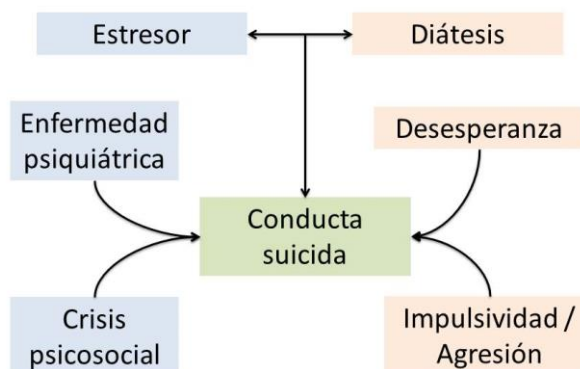 Estresor
Diátesis
Enfermedad
psiquiátrica
Desesperanza
Conducta
suicida
Crisis
psicosocial
Impulsividad /
Agresión